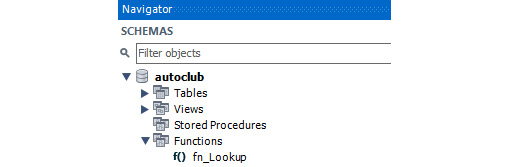 Navigator
SCHEMAS
Filter objects
autoclub
Tables
Views
Stored Procedures
Functions
f() fn_Lookup